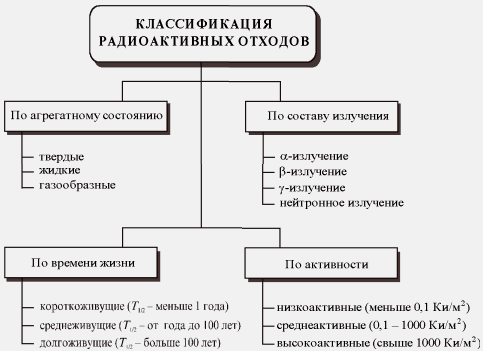 КЛАССИФИКАЦИЯ
РАДИОАКТИВНЫХ ОТХОДОВ
По агрегатному состоянию
твердые
жидкие
газообразные
По составу излучения
α-излучение
β-излучение
γ-излучение
нейтронное излучение
По времени жизни
короткоживущие (T1/2 – меньше 1 года)
среднеживущие (T1/2 – от года до 100 лет)
долгоживущие (T1/2 – больше 100 лет)
По активности
низкоактивные (меньше 0,1 Ки/м²)
среднеактивные (0,1 – 1000 Ки/м²)
высокоактивные (свыше 1000 Ки/м²)